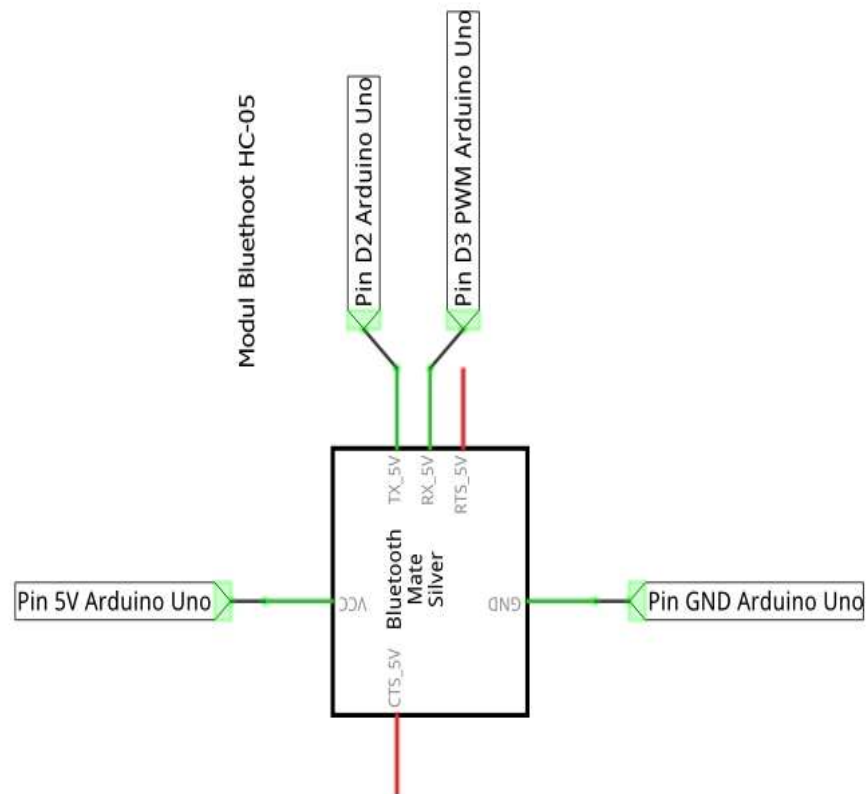 Modul Bluethoot HC-05
Pin D2 Arduino Uno
Pin D3 PWM Arduino Uno
TX_5V
RX_5V
RTS_5V
Pin 5V Arduino Uno
VCC
Bluetooth
Mate
Silver
GND
Pin GND Arduino Uno
CTS_5V